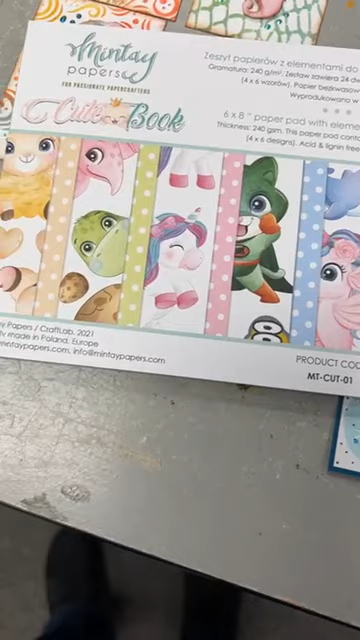 Mintay
papers
FOR PASSIONATE PAPERCRAFTERS
Cute Book
Zeszyt papierów z elementami do
Gramatura: 240 g/m², Zestaw zawiera 24
(4 x 6 wzorów). Papier bezkwasow
Wyprodukowano
6 x 8 " paper pad with eleme
Thickness: 240 gsm. This paper pad conta
(4 x 6 designs). Acid & lignin free
Papers / CraftLab, 2021
made in Poland, Europe
mintaypapers.com, info@mintaypapers.com
PRODUCT COD
MT-CUT-01